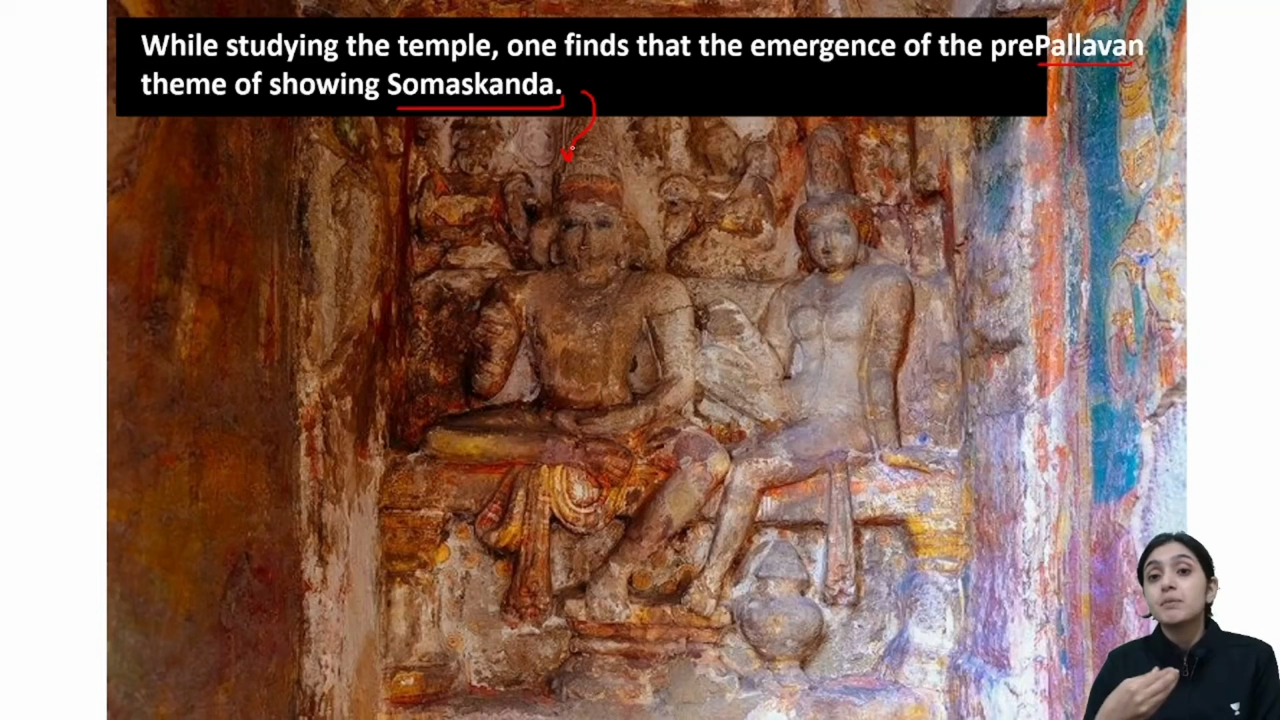 While studying the temple, one finds that the emergence of the prePallavan
theme of showing Somaskanda.